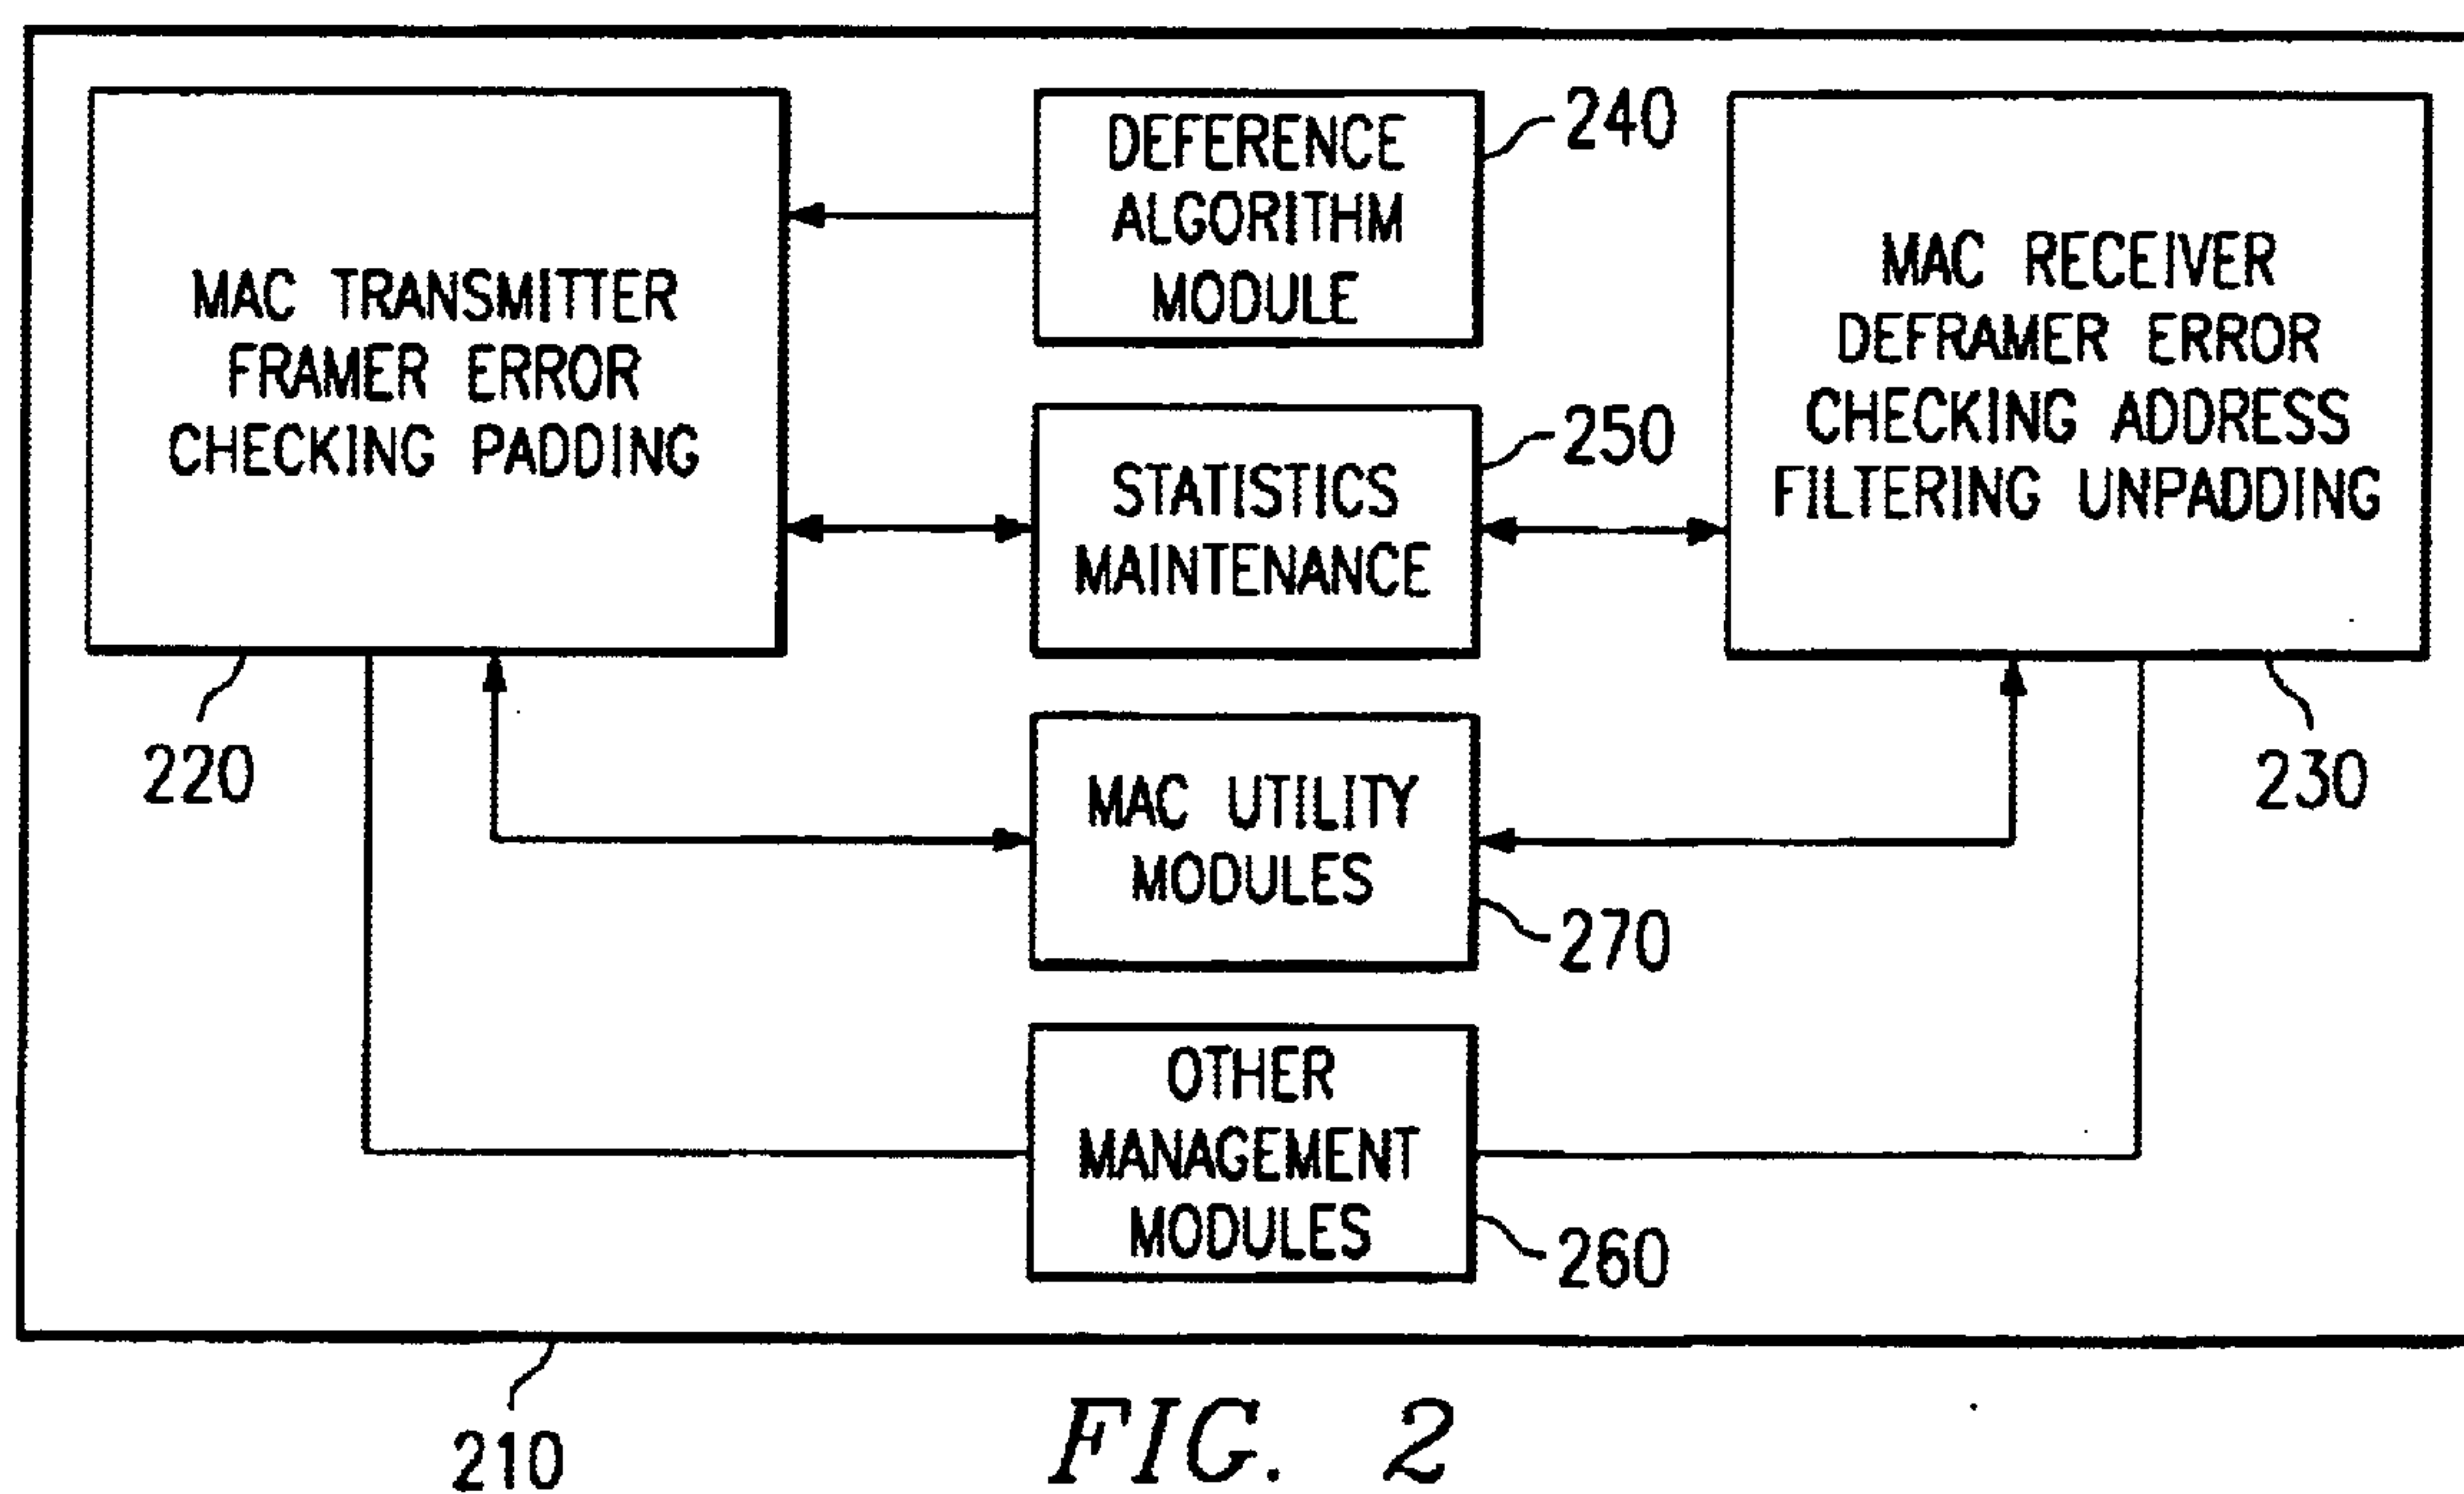 MAC TRANSMITTER
FRAMER ERROR
CHECKING PADDING
220
DEFERENCE
ALGORITHM
MODULE
240
STATISTICS
MAINTENANCE
250
MAC UTILITY
MODULES
270
OTHER
MANAGEMENT
MODULES
260
MAC RECEIVER
DEFRAMER ERROR
CHECKING ADDRESS
FILTERING UNPADDING
230
210
FIG. 2